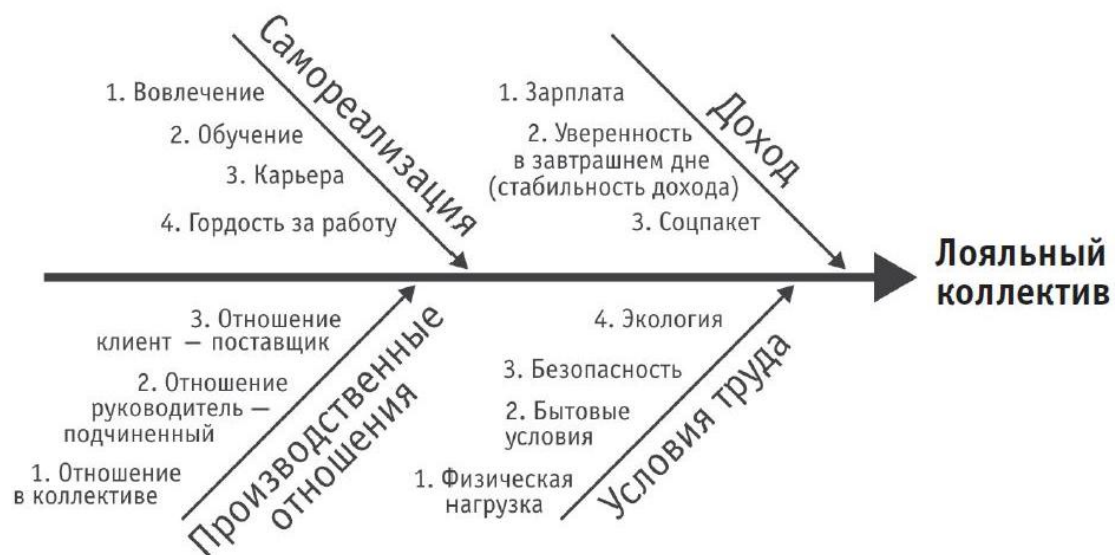 Самореализация
1. Вовлечение
2. Обучение
3. Карьера
4. Гордость за работу
Доход
1. Зарплата
2. Уверенность
в завтрашнем дне
(стабильность дохода)
3. Соцпакет
Лояльный
коллектив
3. Отношение
клиент — поставщик
2. Отношение
руководитель —
подчиненный
1. Отношение
в коллективе
Производственные
отношения
4. Экология
3. Безопасность
2. Бытовые
условия
1. Физическая
нагрузка
Условия труда